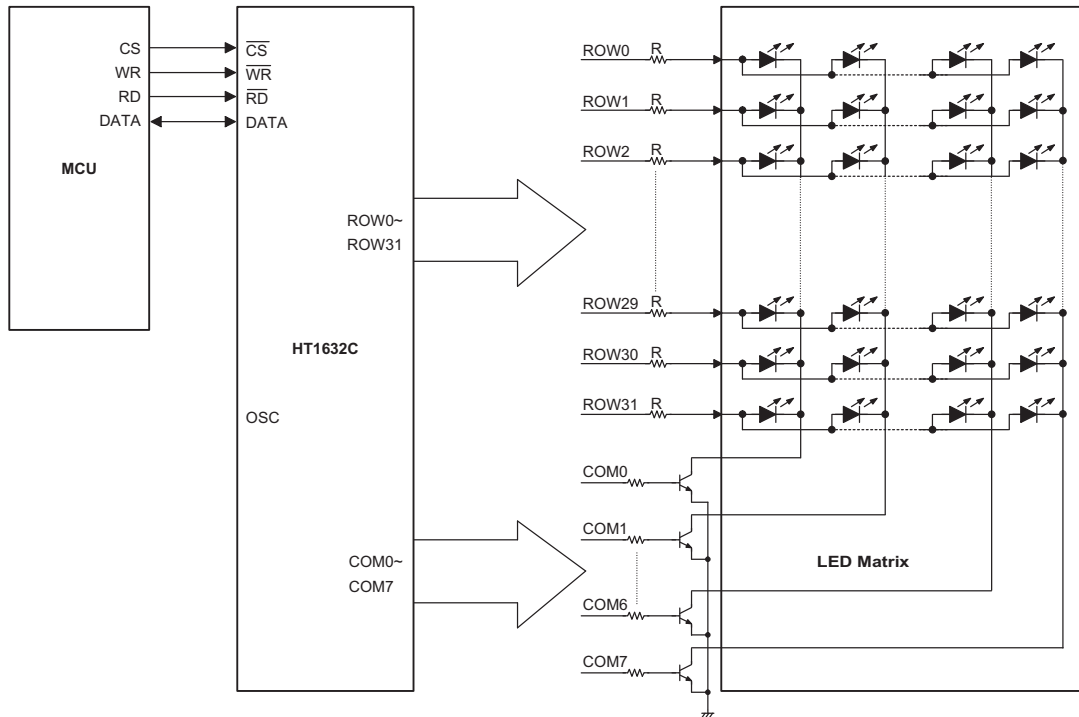 CS
WR
RD
DATA
MCU
CS
WR
RD
DATA
ROW0~
ROW31
HT1632C
OSC
COM0~
COM7
ROW0 R
ROW1 R
ROW2 R
ROW29 R
ROW30 R
ROW31 R
COM0
COM1
COM6
COM7
LED Matrix